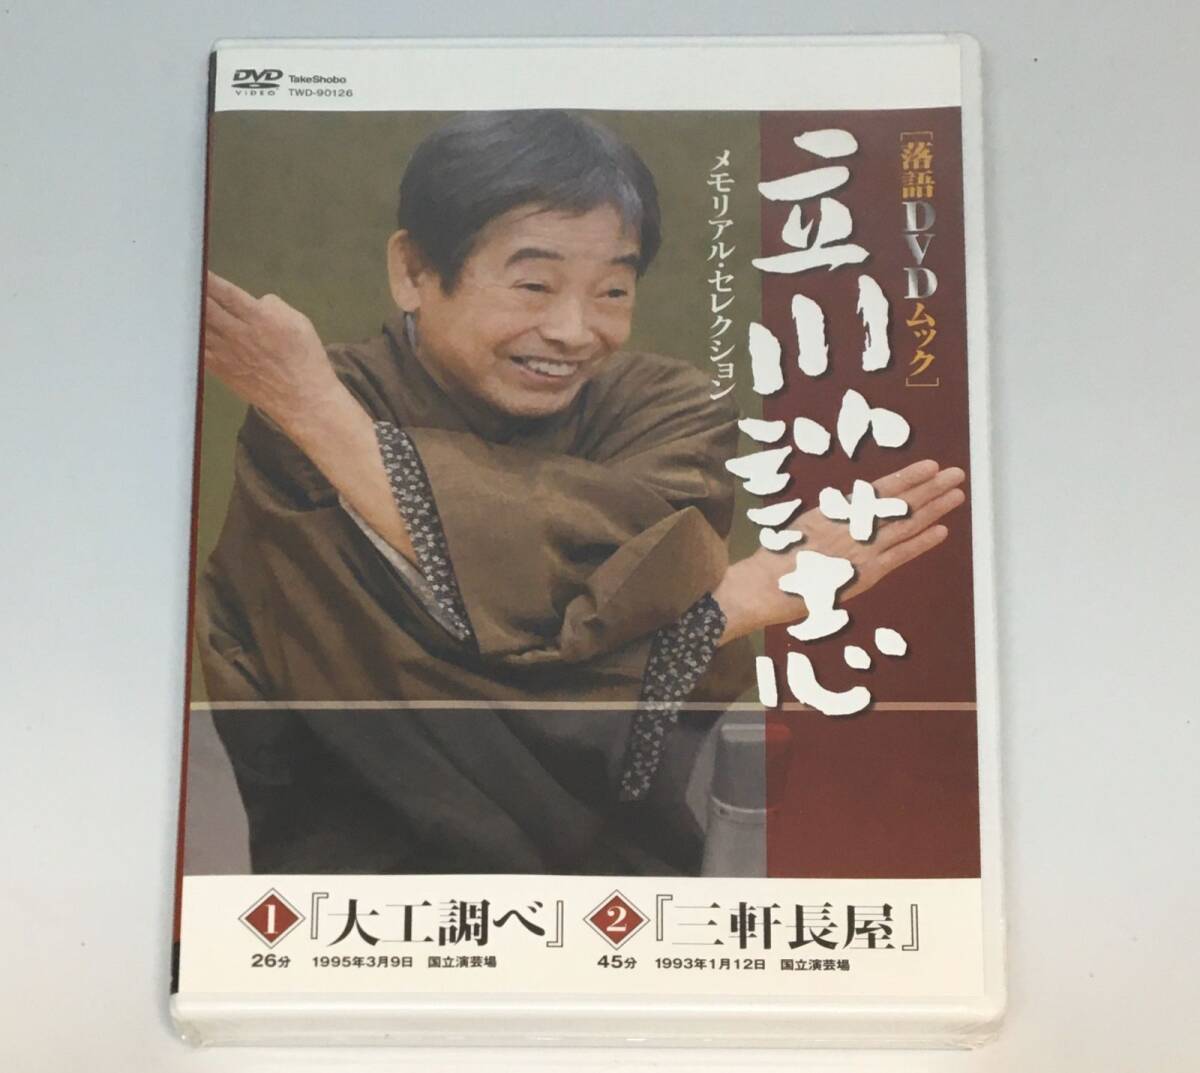 DVD
VIDEO
TakeShobo
TWD-90126
[落語DVDムック]
立川談志
メモリアル・セレクション
1
『大工調べ』
26分 1995年3月9日 国立演芸場
2
『三軒長屋』
45分 1993年1月12日 国立演芸場